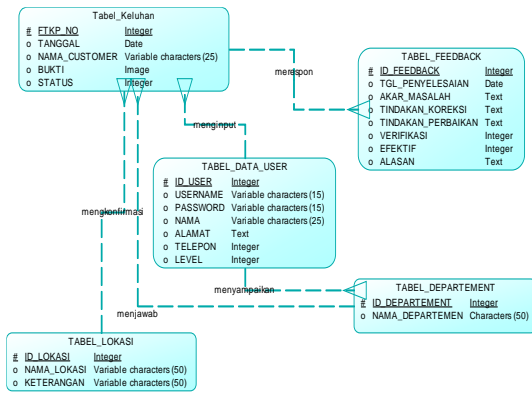 Tabel_Keluhan
# FTKP_NO Integer
o TANGGAL Date
o NAMA_CUSTOMER Variable characters (25)
o BUKTI Image
o STATUS Integer
merespon
TABEL_FEEDBACK
# ID_FEEDBACK Integer
o TGL_PENYELESAIAN Date
o AKAR_MASALAH Text
o TINDAKAN_KOREKSI Text
o TINDAKAN_PERBAIKAN Text
o VERIFIKASI Integer
o EFEKTIF Integer
o ALASAN Text
menginput
TABEL_DATA_USER
# ID_USER Integer
o USERNAME Variable characters (15)
o PASSWORD Variable characters (15)
o NAMA Variable characters (25)
o ALAMAT Text
o TELEPON Integer
o LEVEL Integer
mengkonfirmasi
menyampaikan
TABEL_DEPARTEMENT
# ID_DEPARTEMENT Integer
o NAMA_DEPARTEMEN Characters (50)
menjawab
TABEL_LOKASI
# ID_LOKASI Integer
o NAMA_LOKASI Variable characters (50)
o KETERANGAN Variable characters (50)